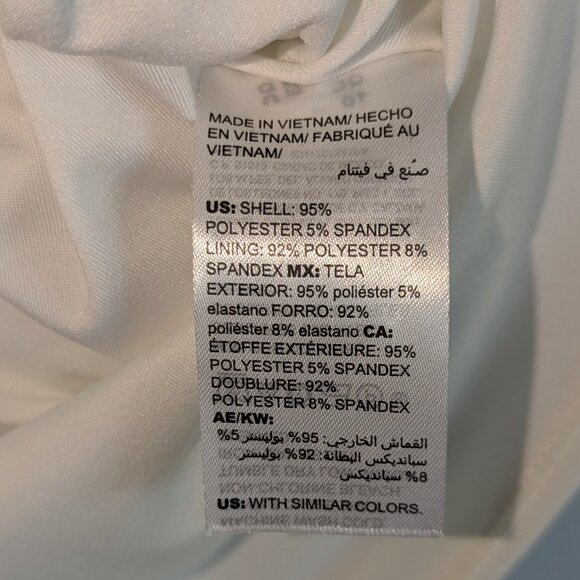 MADE IN VIETNAM/ HECHO
EN VIETNAM/ FABRIQUÉ AU
VIETNAM/
صنع في فيتنام
US: SHELL: 95%
POLYESTER 5% SPANDEX
LINING: 92% POLYESTER 8%
SPANDEX MX: TELA
EXTERIOR: 95% poliéster 5%
elastano FORRO: 92%
poliéster 8% elastano CA:
ÉTOFFE EXTÉRIEURE: 95%
POLYESTER 5% SPANDEX
DOUBLURE: 92%
POLYESTER 8% SPANDEX
AE/KW:
القماش الخارجي: 95% بوليستر 5%
سبانديكس البطانة: 92% بوليستر
8% سبانديكس
US: WITH SIMILAR COLORS.